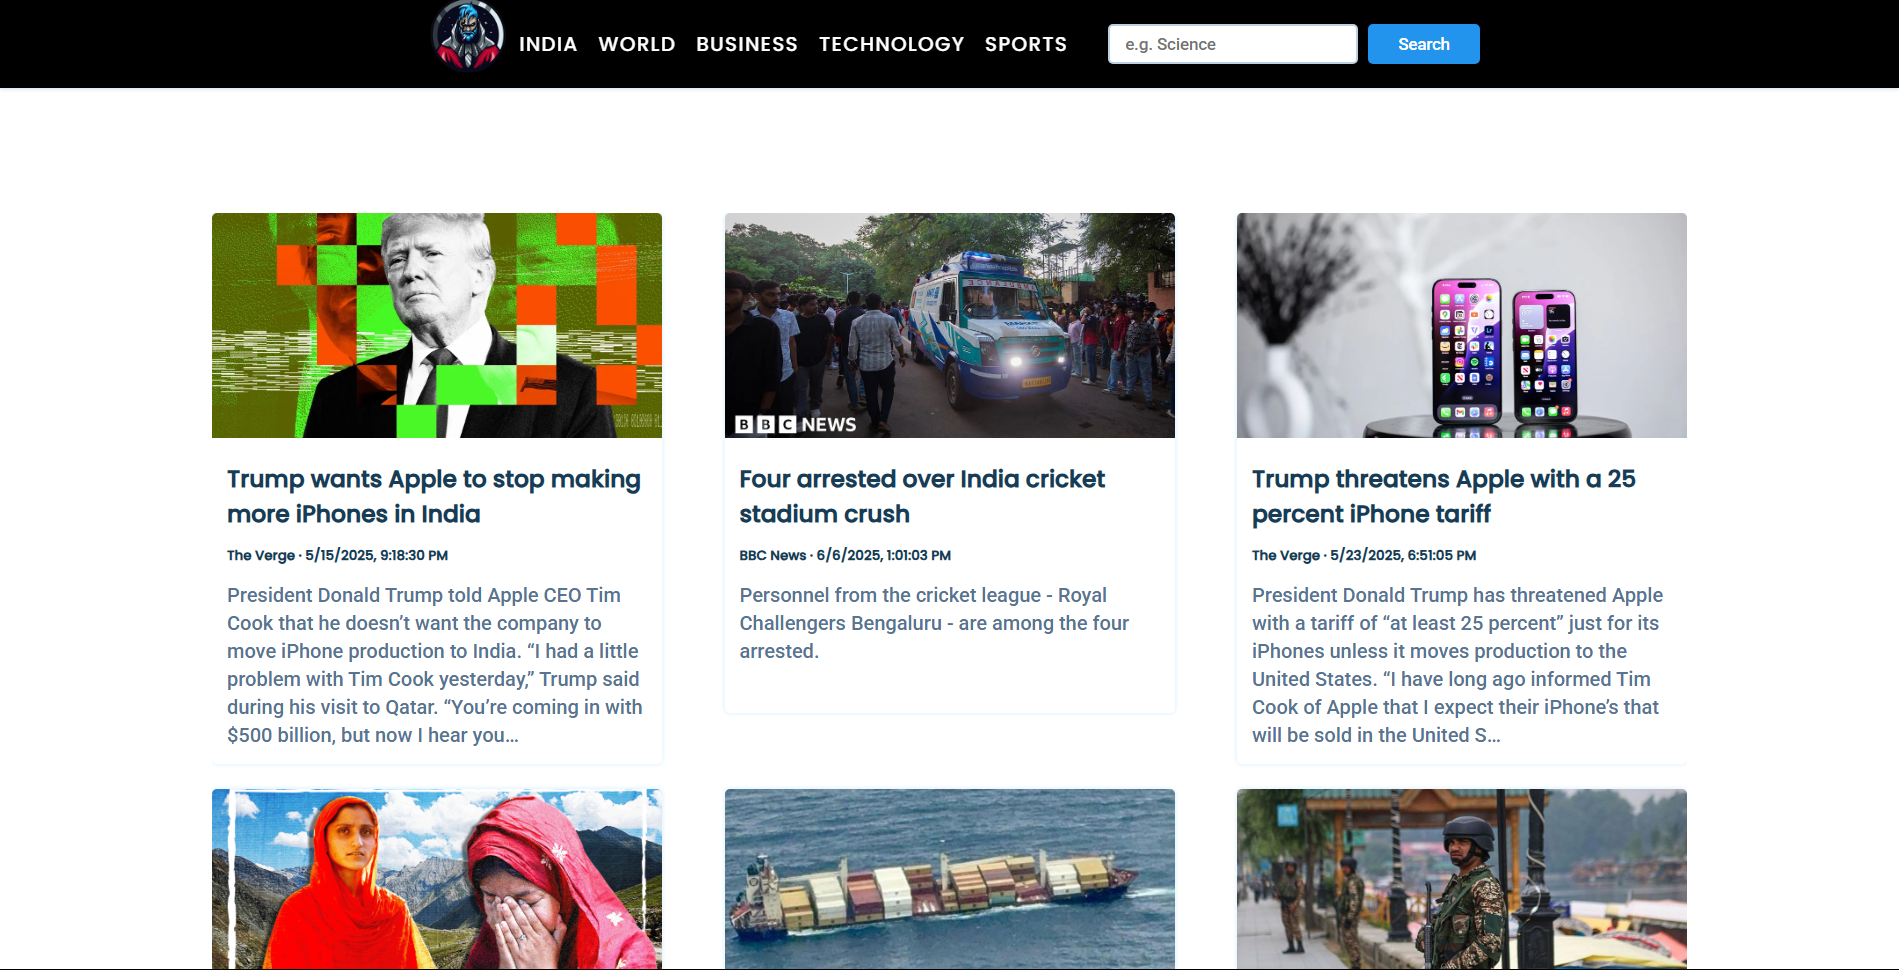 INDIA WORLD BUSINESS TECHNOLOGY SPORTS e.g. Science Search
BBC NEWS
Trump wants Apple to stop making
more iPhones in India
The Verge · 5/15/2025, 9:18:30 PM
President Donald Trump told Apple CEO Tim
Cook that he doesn’t want the company to
move iPhone production to India. “I had a little
problem with Tim Cook yesterday,” Trump said
during his visit to Qatar. “You’re coming in with
$500 billion, but now I hear you…
Four arrested over India cricket
stadium crush
BBC News · 6/6/2025, 1:01:03 PM
Personnel from the cricket league - Royal
Challengers Bengaluru - are among the four
arrested.
Trump threatens Apple with a 25
percent iPhone tariff
The Verge · 5/23/2025, 6:51:05 PM
President Donald Trump has threatened Apple
with a tariff of “at least 25 percent” just for its
iPhones unless it moves production to the
United States. “I have long ago informed Tim
Cook of Apple that I expect their iPhone’s that
will be sold in the United S…